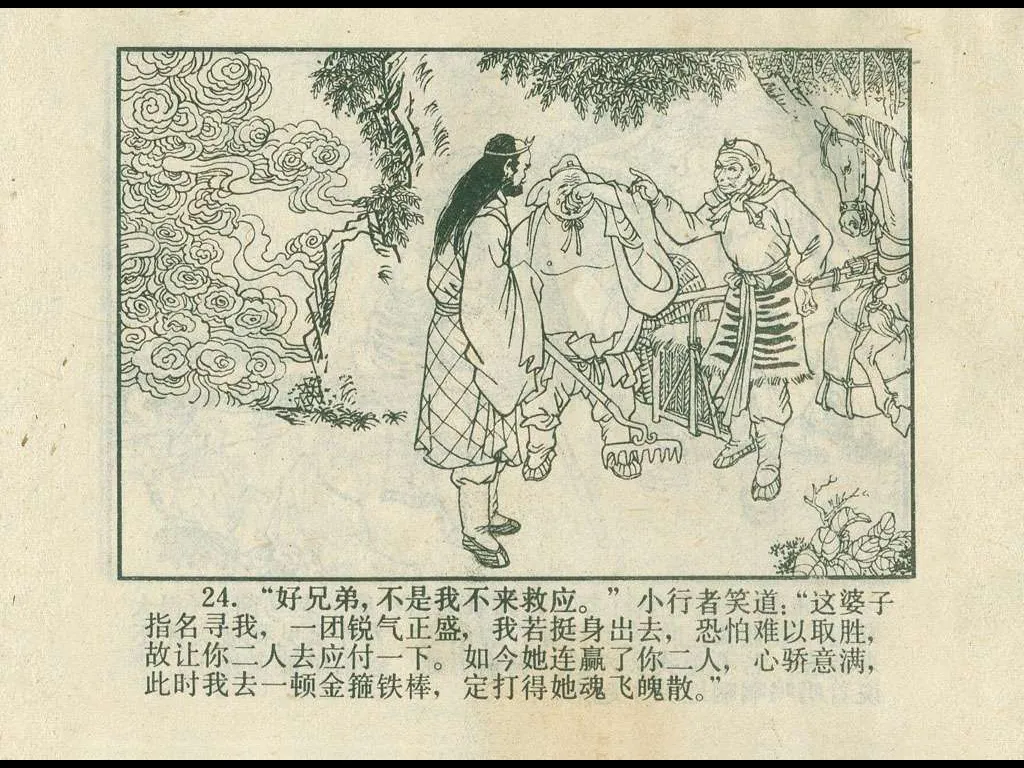 24. “好兄弟,不是我不来救应。”小行者笑道:“这婆子
指名寻我,一团锐气正盛,我若挺身出去,恐怕难以取胜,
故让你二人去应付一下。如今她连赢了你二人,心骄意满,
此时我去一顿金箍铁棒,定打得她魂飞魄散。”